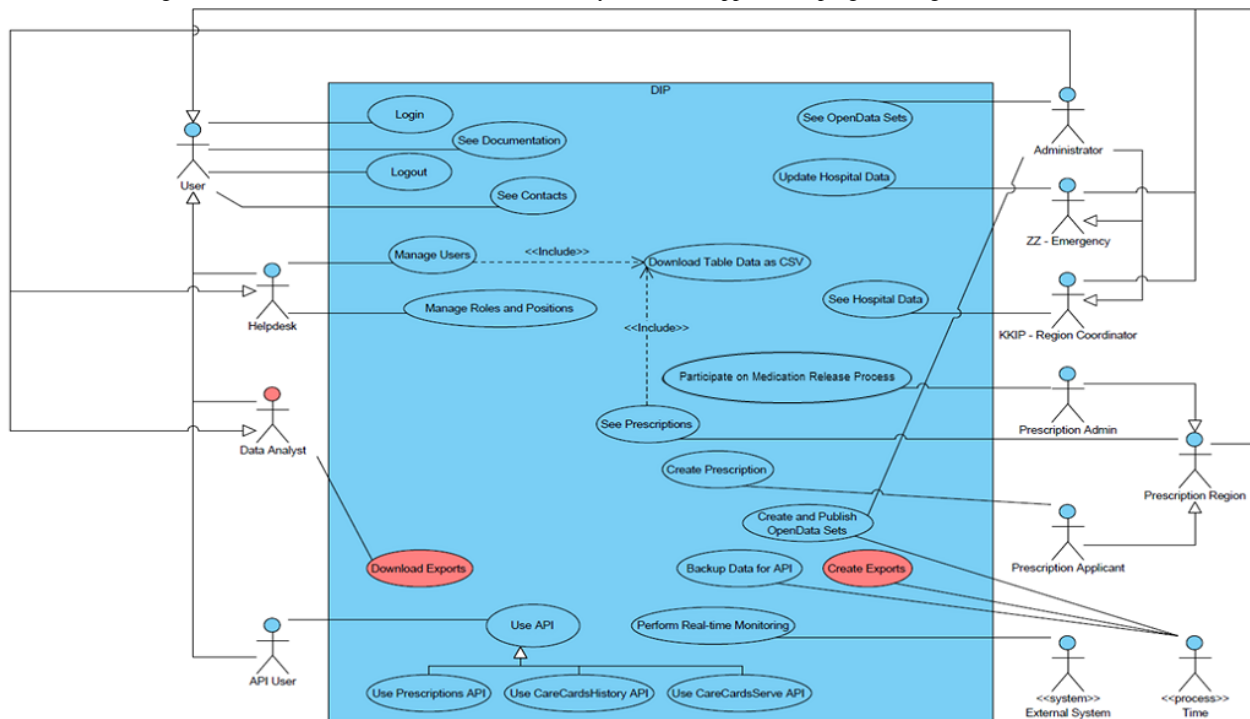 DIP
Login
See OpenData Sets
See Documentation
Administrator
Logout
Update Hospital Data
User
See Contacts
ZZ - Emergency
Manage Users
<<Include>>
Download Table Data as CSV
See Hospital Data
Manage Roles and Positions
Helpdesk
<<Include>>
KKIP - Region Coordinator
Participate on Medication Release Process
See Prescriptions
Prescription Admin
Data Analyst
Create Prescription
Prescription Region
Create and Publish
OpenData Sets
Download Exports
Backup Data for API
Create Exports
Prescription Applicant
Use API
Perform Real-time Monitoring
API User
Use Prescriptions API
Use CareCardsHistory API
Use CareCardsServe API
<<system>>
External System
<<process>>
Time